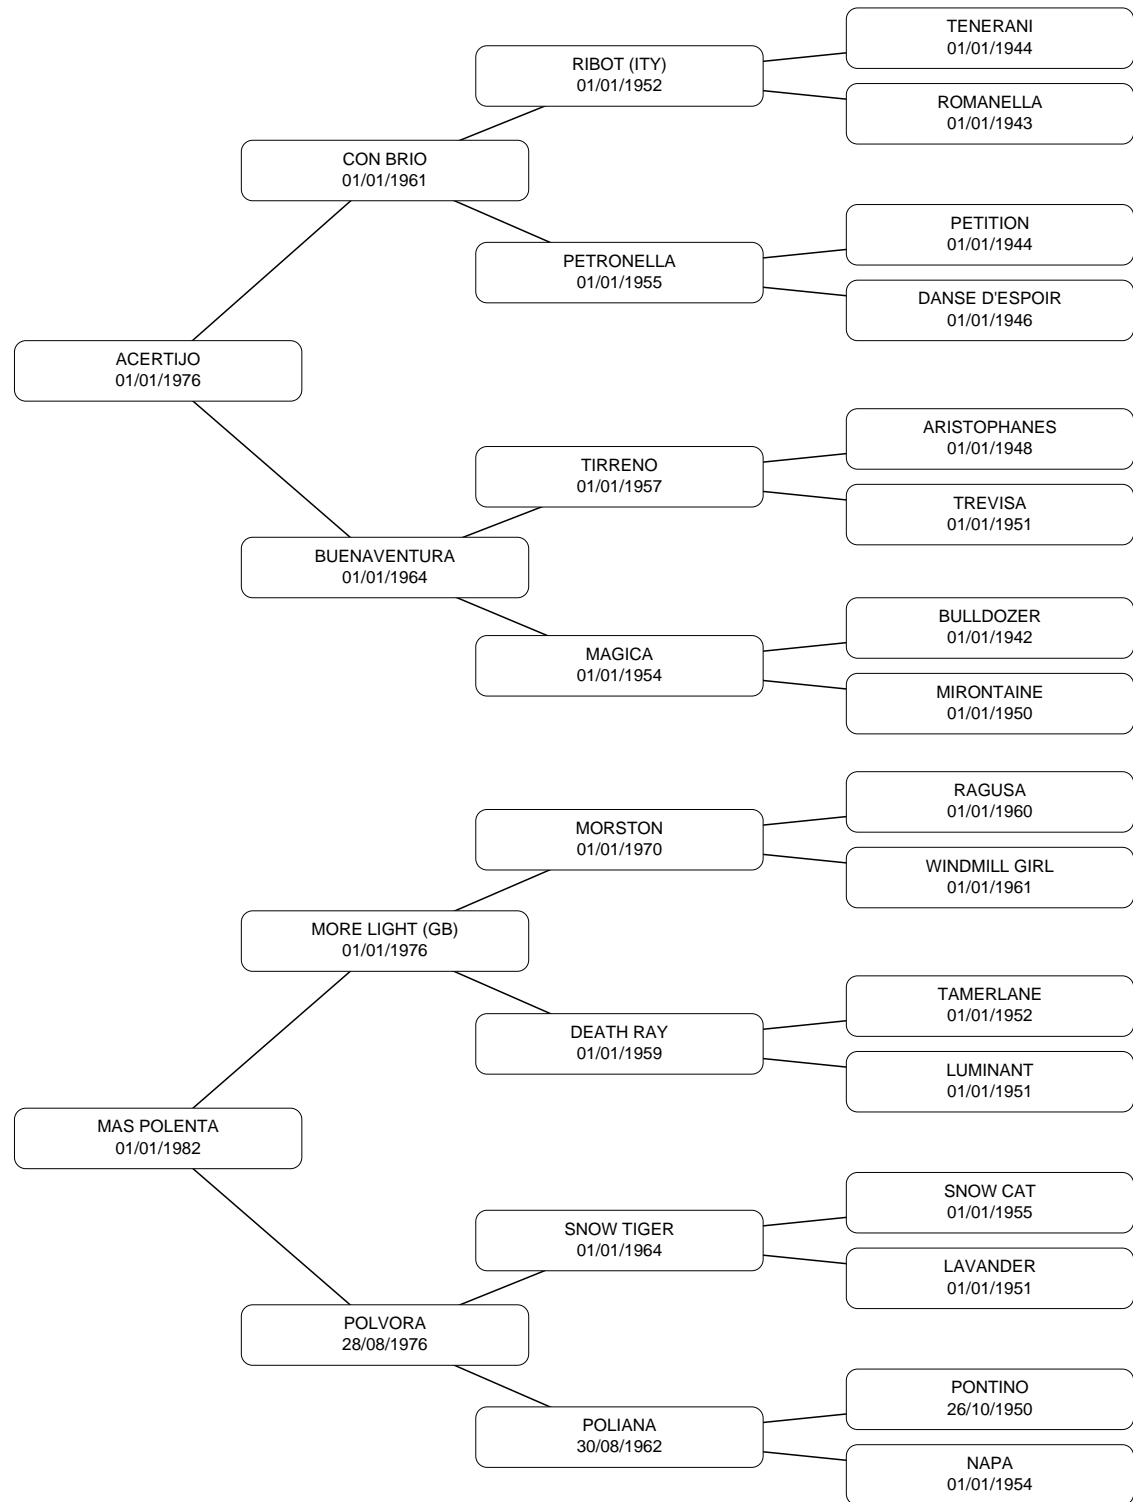 TENERANI
01/01/1944
RIBOT (ITY)
01/01/1952
ROMANELLA
01/01/1943
CON BRIO
01/01/1961
PETITION
01/01/1944
PETRONELLA
01/01/1955
DANSE D'ESPOIR
01/01/1946
ACERTIJO
01/01/1976
ARISTOPHANES
01/01/1948
TIRRENO
01/01/1957
TREVISA
01/01/1951
BUENAVENTURA
01/01/1964
BULLDOZER
01/01/1942
MAGICA
01/01/1954
MIRONTAINE
01/01/1950
RAGUSA
01/01/1960
MORSTON
01/01/1970
WINDMILL GIRL
01/01/1961
MORE LIGHT (GB)
01/01/1976
TAMERLANE
01/01/1952
DEATH RAY
01/01/1959
LUMINANT
01/01/1951
MAS POLENTA
01/01/1982
SNOW CAT
01/01/1955
SNOW TIGER
01/01/1964
LAVANDER
01/01/1951
POLVORA
28/08/1976
PONTINO
26/10/1950
POLIANA
30/08/1962
NAPA
01/01/1954